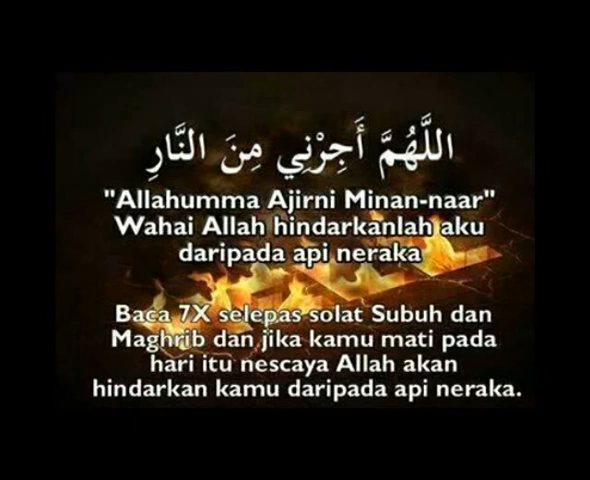 اللَّهُمَّ أَجِرْنِي مِنَ النَّارِ
"Allahumma Ajirni Minan-naar"
Wahai Allah hindarkanlah aku
daripada api neraka
Baca 7X selepas solat Subuh dan
Maghrib dan jika kamu mati pada
hari itu nescaya Allah akan
hindarkan kamu daripada api neraka.